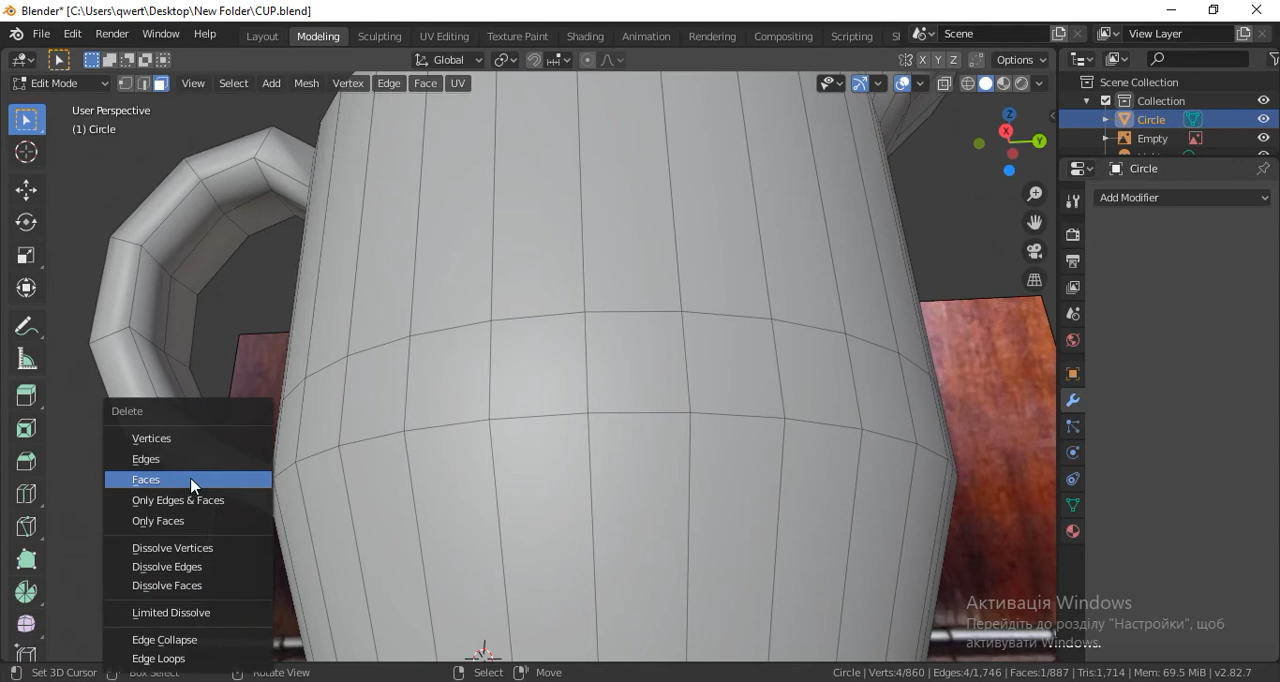 Blender* [C:\Users\qwert\Desktop\New Folder\CUP.blend]
File Edit Render Window Help Layout Modeling Sculpting UV Editing Texture Paint Shading Animation Rendering Compositing Scripting Scene View Layer
Global X Y Z Options
Edit Mode View Select Add Mesh Vertex Edge Face UV
Scene Collection
Collection
Circle
Empty
User Perspective
(1) Circle
Z
X
Y
Circle
Add Modifier
Delete
Vertices
Edges
Faces
Only Edges & Faces
Only Faces
Dissolve Vertices
Dissolve Edges
Dissolve Faces
Limited Dissolve
Edge Collapse
Edge Loops
Активація Windows
Перейдіть до розділу "Настройки", щоб
активувати Windows.
Set 3D Cursor Box Select Rotate View Select Move Circle | Verts:4/860 | Edges:4/1,746 | Faces:1/887 | Tris:1,714 | Mem: 69.5 MiB | v2.82.7